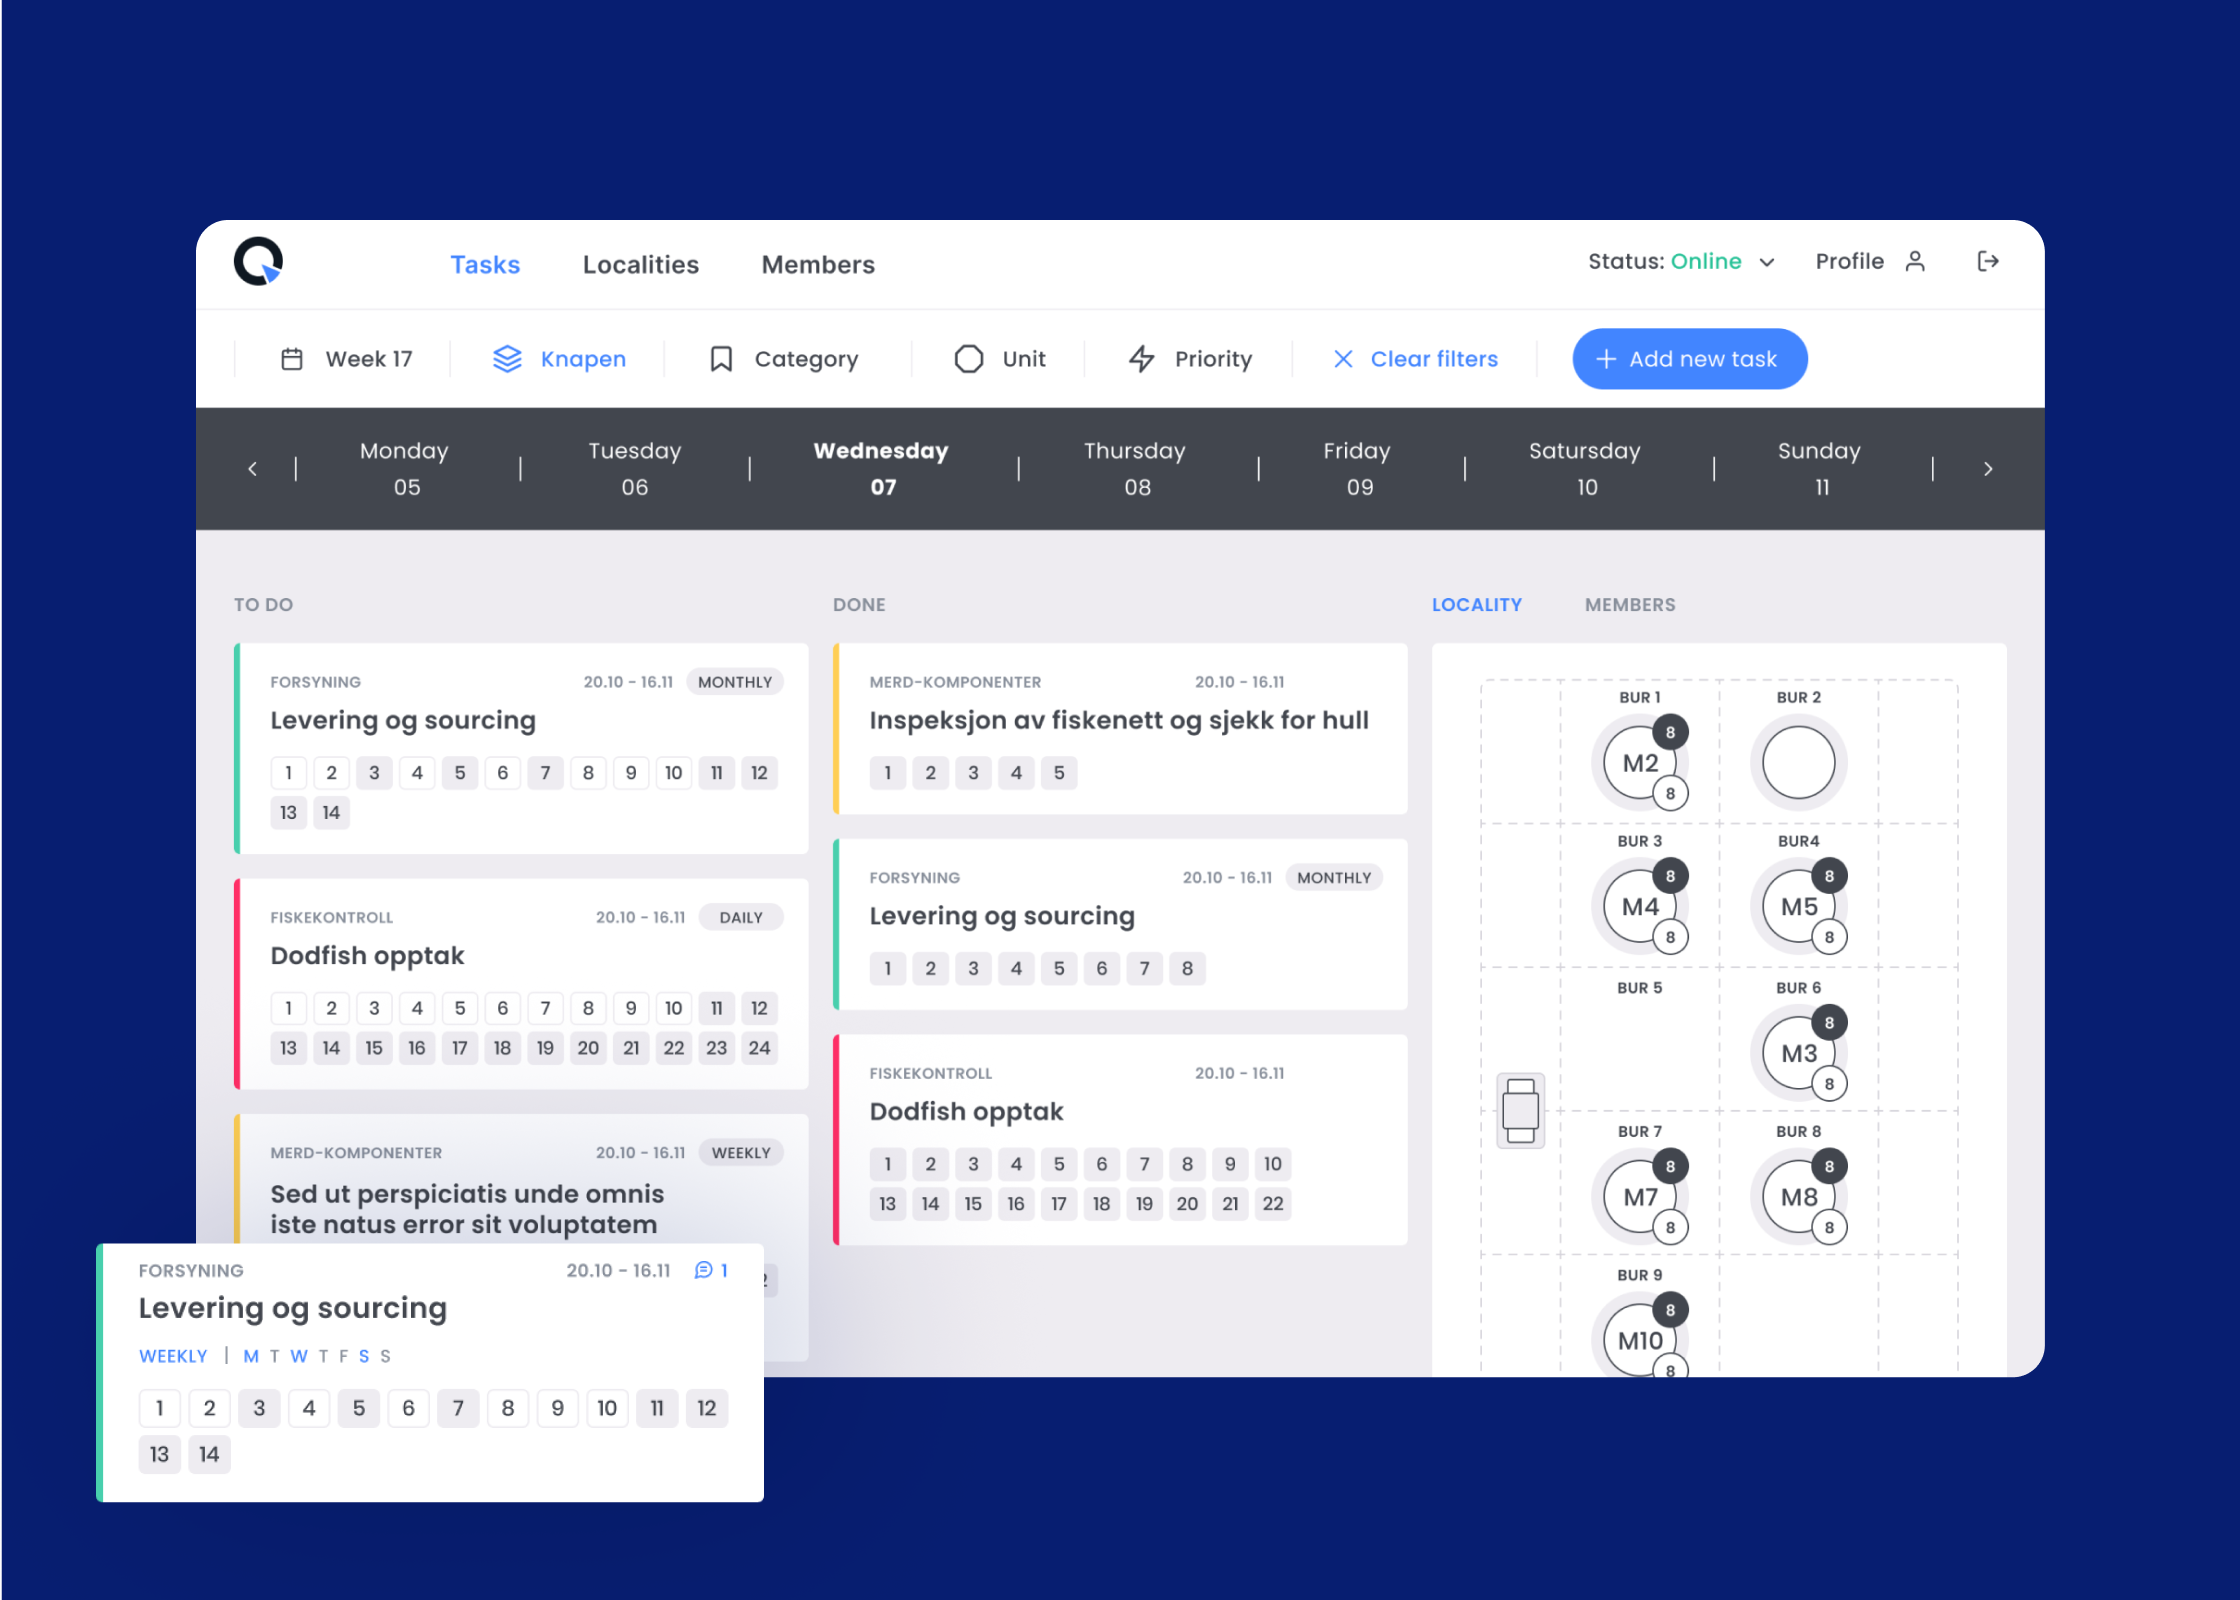 Tasks Localities Members Status: Online Profile
Week 17 Knapen Category Unit Priority Clear filters Add new task
Monday Tuesday Wednesday Thursday Friday Satursday Sunday
05 06 07 08 09 10 11
TO DO
FORSYNING 20.10 - 16.11 MONTHLY
Levering og sourcing
1 2 3 4 5 6 7 8 9 10 11 12
13 14
FISKEKONTROLL 20.10 - 16.11 DAILY
Dodfish opptak
1 2 3 4 5 6 7 8 9 10 11 12
13 14 15 16 17 18 19 20 21 22 23 24
MERD-KOMPONENTER 20.10 - 16.11 WEEKLY
Sed ut perspiciatis unde omnis
iste natus error sit voluptatem
FORSYNING 20.10 - 16.11 1
Levering og sourcing
WEEKLY | M T W T F S S
1 2 3 4 5 6 7 8 9 10 11 12
13 14
DONE
MERD-KOMPONENTER 20.10 - 16.11
Inspeksjon av fiskenett og sjekk for hull
1 2 3 4 5
FORSYNING 20.10 - 16.11 MONTHLY
Levering og sourcing
1 2 3 4 5 6 7 8
FISKEKONTROLL 20.10 - 16.11
Dodfish opptak
1 2 3 4 5 6 7 8 9 10
13 14 15 16 17 18 19 20 21 22
LOCALITY MEMBERS
BUR 1 BUR 2
8
M2
8
BUR 3 BUR4
8 8
M4 M5
8 8
BUR 5 BUR 6
8
M3
8
BUR 7 BUR 8
8 8
M7 M8
8 8
BUR 9
8
M10
8